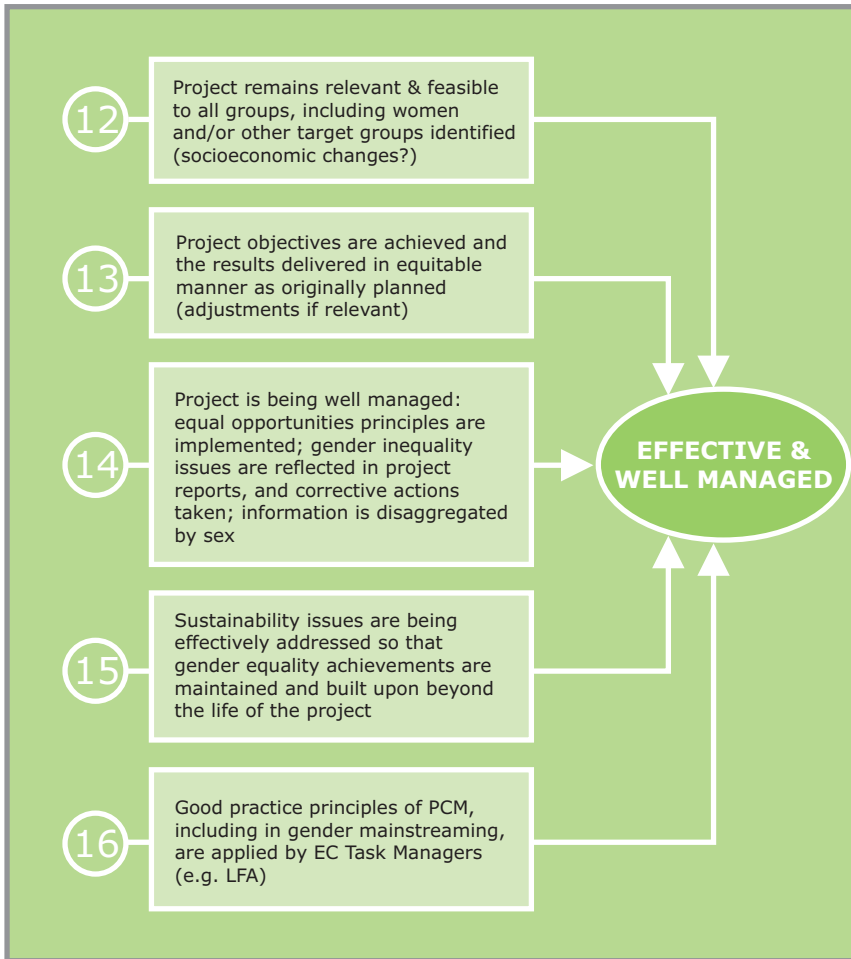 12
Project remains relevant & feasible
to all groups, including women
and/or other target groups identified
(socioeconomic changes?)
13
Project objectives are achieved and
the results delivered in equitable
manner as originally planned
(adjustments if relevant)
14
Project is being well managed:
equal opportunities principles are
implemented; gender inequality
issues are reflected in project
reports, and corrective actions
taken; information is disaggregated
by sex
EFFECTIVE &
WELL MANAGED
15
Sustainability issues are being
effectively addressed so that
gender equality achievements are
maintained and built upon beyond
the life of the project
16
Good practice principles of PCM,
including in gender mainstreaming,
are applied by EC Task Managers
(e.g. LFA)